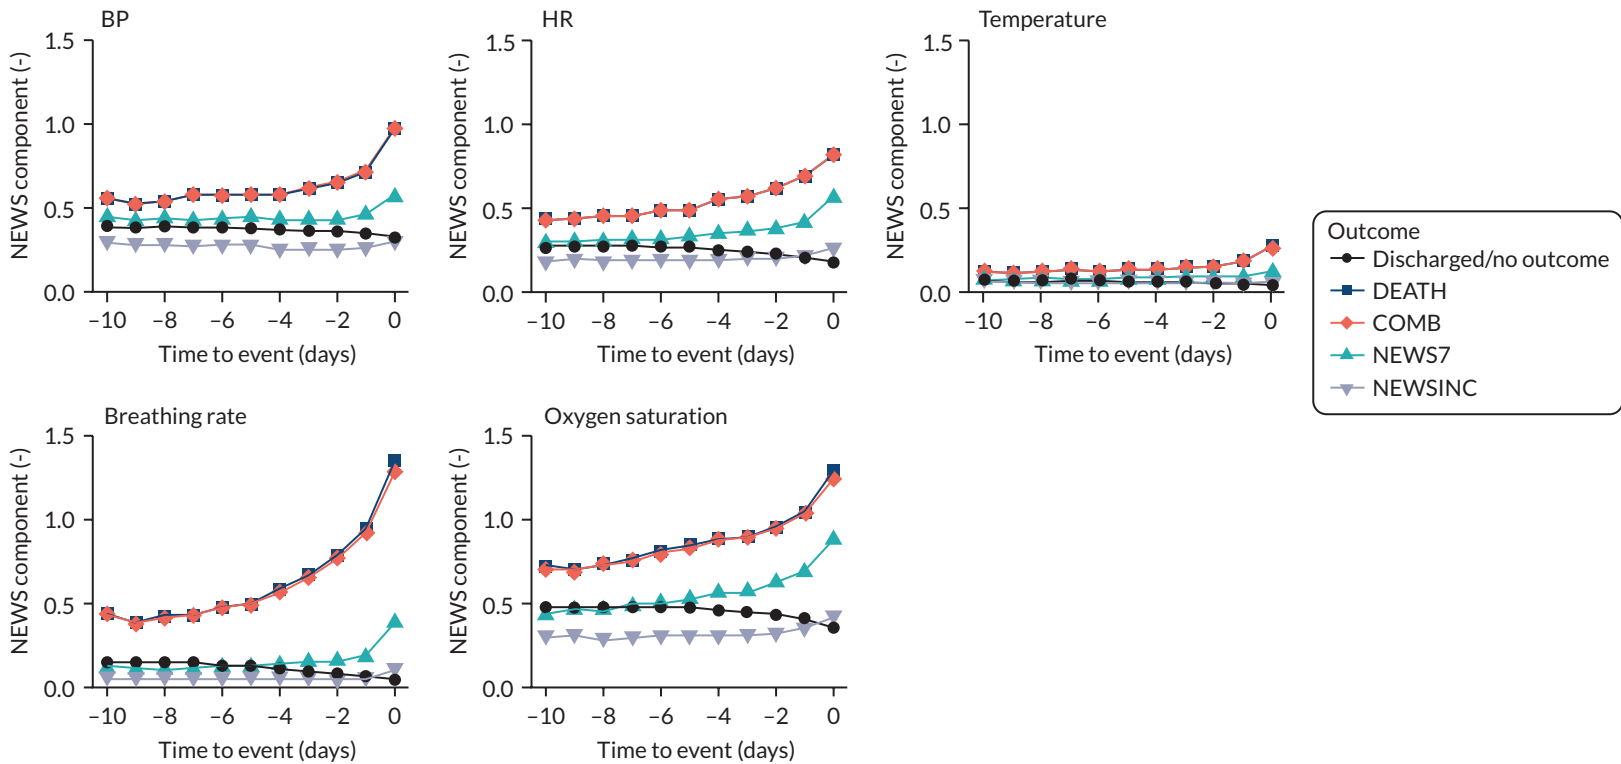 BP
NEWS component (-)
1.5
1.0
0.5
0.0
−10 −8 −6 −4 −2 0
Time to event (days)
HR
NEWS component (-)
1.5
1.0
0.5
0.0
−10 −8 −6 −4 −2 0
Time to event (days)
Temperature
NEWS component (-)
1.5
1.0
0.5
0.0
−10 −8 −6 −4 −2 0
Time to event (days)
Outcome
Discharged/no outcome
DEATH
COMB
NEWS7
NEWSINC
Breathing rate
NEWS component (-)
1.5
1.0
0.5
0.0
−10 −8 −6 −4 −2 0
Time to event (days)
Oxygen saturation
NEWS component (-)
1.5
1.0
0.5
0.0
−10 −8 −6 −4 −2 0
Time to event (days)